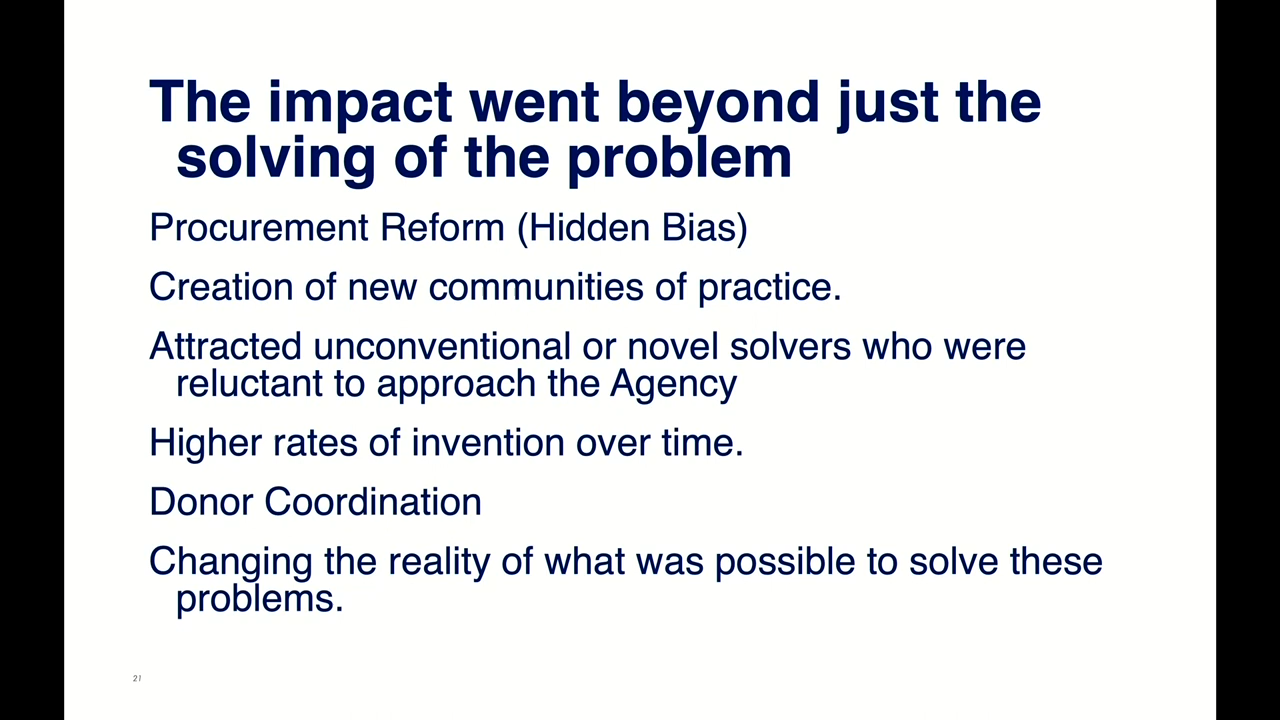 The impact went beyond just the
solving of the problem
Procurement Reform (Hidden Bias)
Creation of new communities of practice.
Attracted unconventional or novel solvers who were
reluctant to approach the Agency
Higher rates of invention over time.
Donor Coordination
Changing the reality of what was possible to solve these
problems.
21